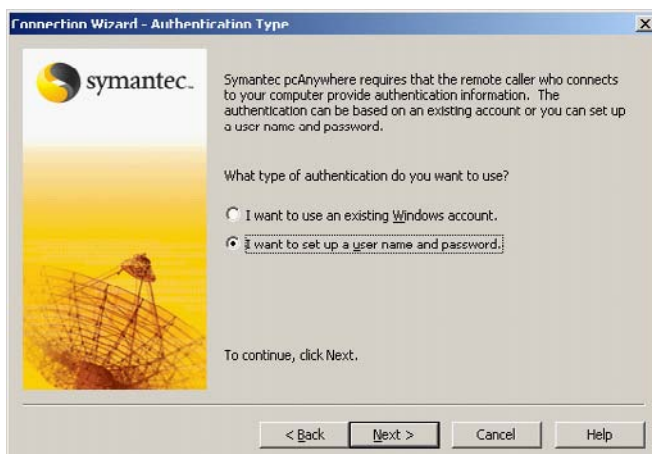 Connection Wizard - Authentication Type
symantec.
Symantec pcAnywhere requires that the remote caller who connects
to your computer provide authentication information. The
authentication can be based on an existing account or you can set up
a user name and password.
What type of authentication do you want to use?
I want to use an existing Windows account.
I want to set up a user name and password.
To continue, click Next.
< Back
Next >
Cancel
Help